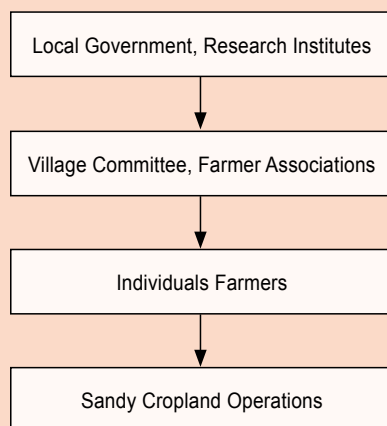 Local Government, Research Institutes
Village Committee, Farmer Associations
Individuals Farmers
Sandy Cropland Operations